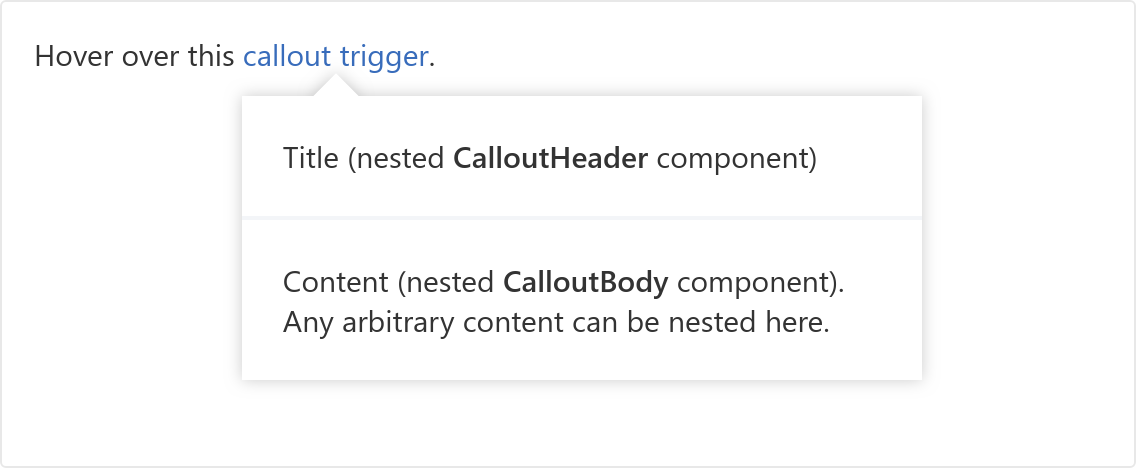 Hover over this callout trigger.
Title (nested CalloutHeader component)
Content (nested CalloutBody component).
Any arbitrary content can be nested here.